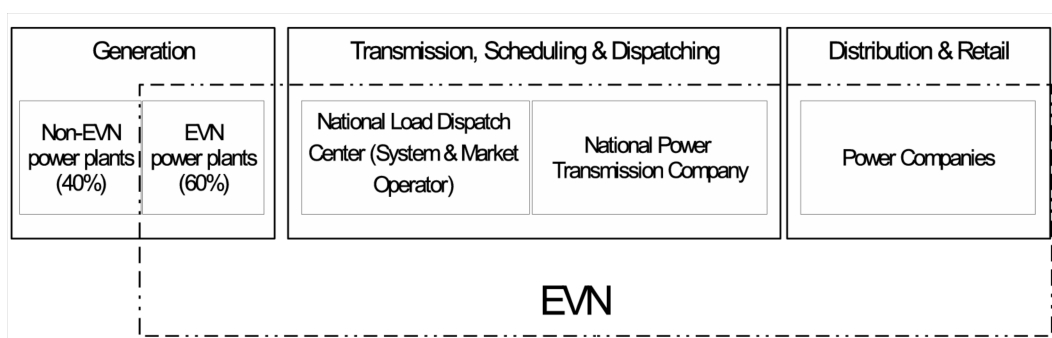 Generation
Transmission, Scheduling & Dispatching
Distribution & Retail
Non-EVN
power plants
(40%)
EVN
power plants
(60%)
National Load Dispatch
Center (System & Market
Operator)
National Power
Transmission Company
Power Companies
EVN